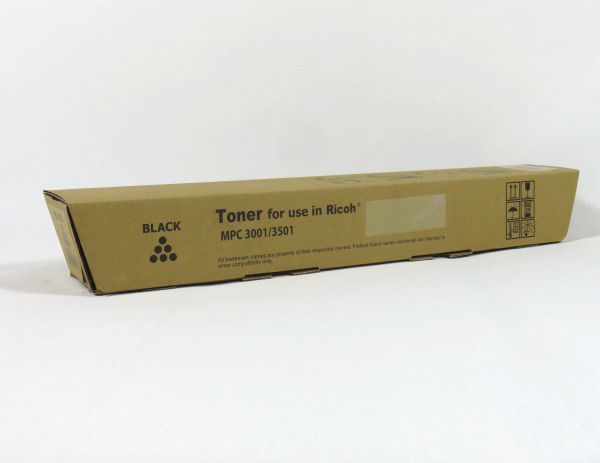 BLACK
Toner for use in Ricoh®
MPC 3001/3501
All trademark names are property of their respective owners. Product brand names mentioned are intended to
show compatibility only.